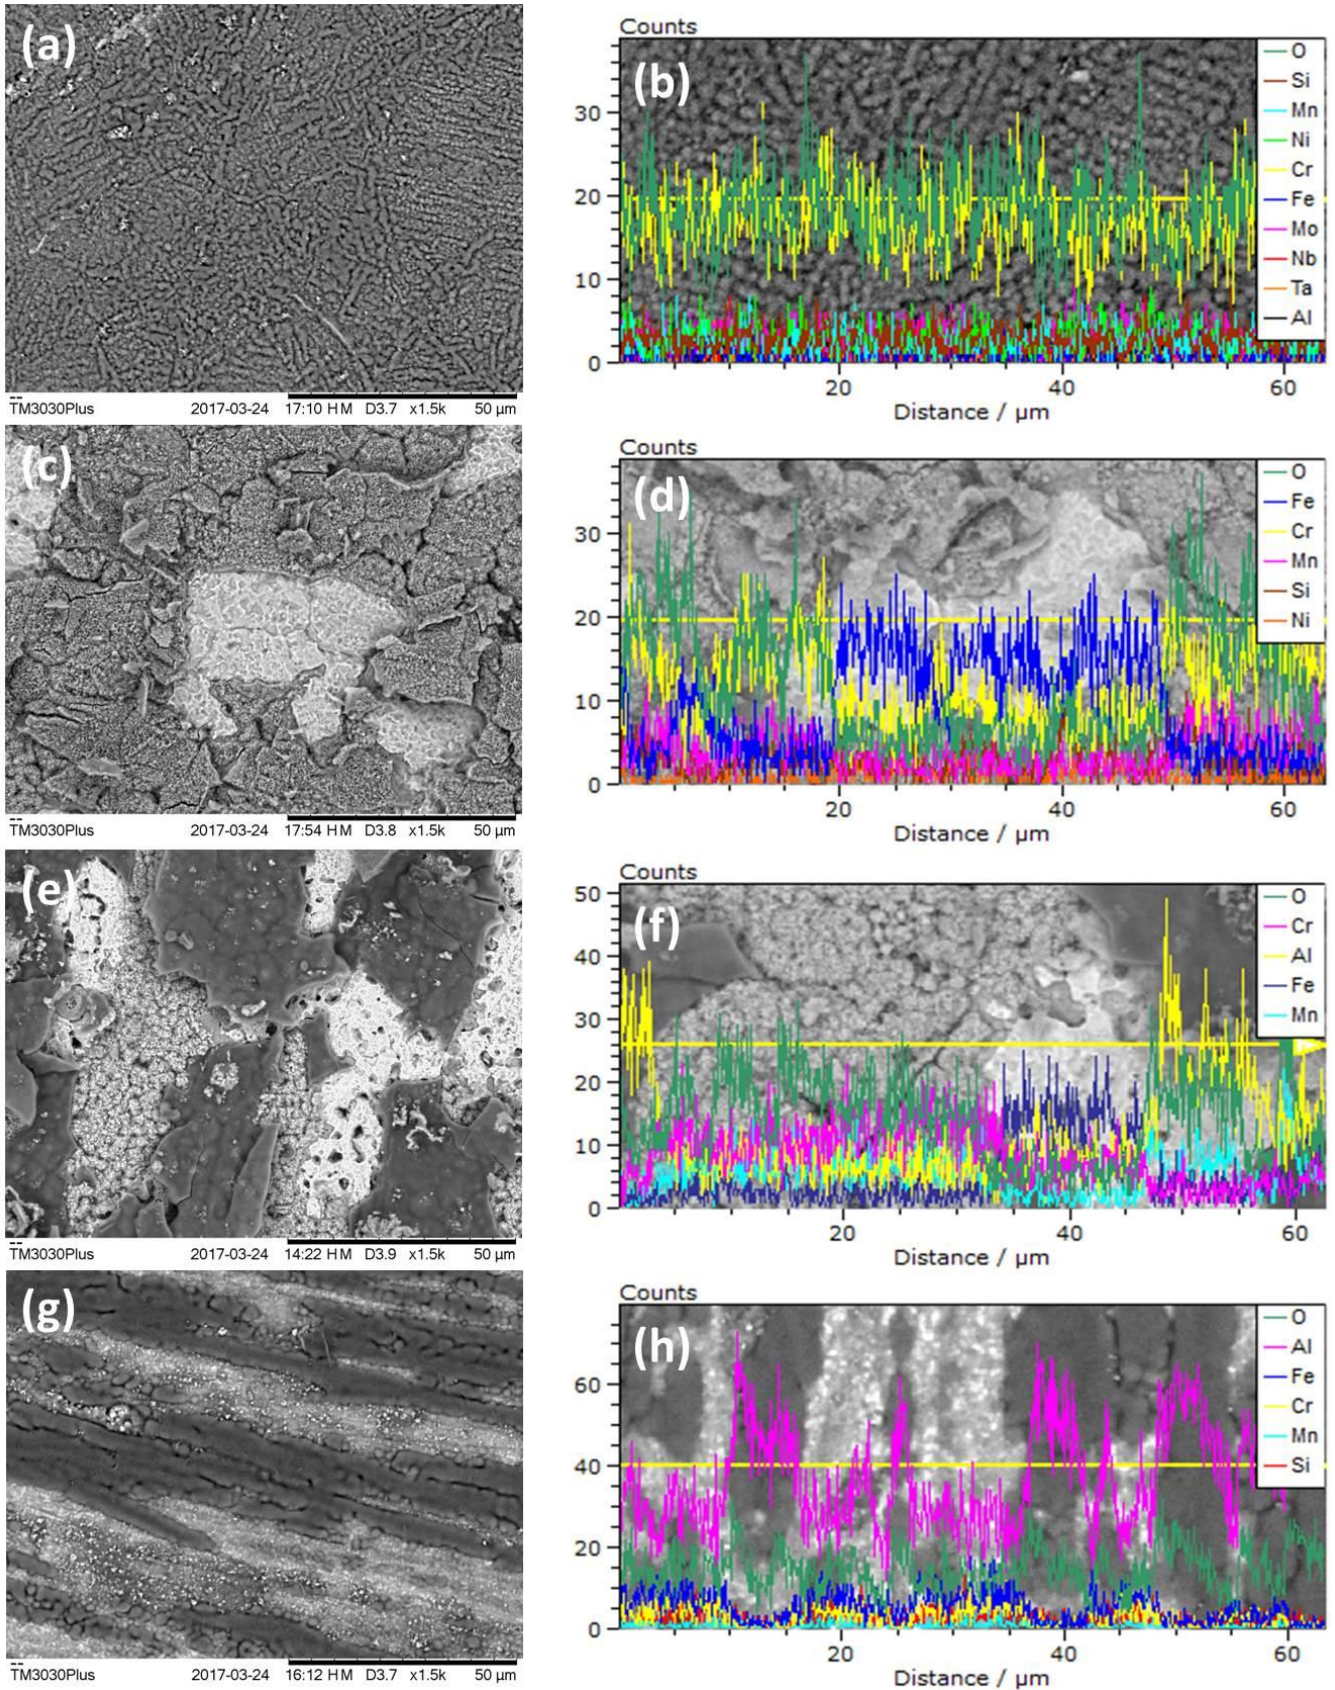 (a)
TM3030Plus 2017-03-24 17:10 HM D3.7 x1.5k 50 µm
Counts
(b)
30
20
10
0
20 40 60
Distance / µm
O
Si
Mn
Ni
Cr
Fe
Mo
Nb
Ta
Al
(c)
TM3030Plus 2017-03-24 17:54 HM D3.8 x1.5k 50 µm
Counts
(d)
30
20
10
0
20 40 60
Distance / µm
O
Fe
Cr
Mn
Si
Ni
(e)
TM3030Plus 2017-03-24 14:22 HM D3.9 x1.5k 50 µm
Counts
(f)
50
40
30
20
10
0
20 40 60
Distance / µm
O
Cr
Al
Fe
Mn
(g)
TM3030Plus 2017-03-24 16:12 HM D3.7 x1.5k 50 µm
Counts
(h)
60
40
20
0
20 40 60
Distance / µm
O
Al
Fe
Cr
Mn
Si